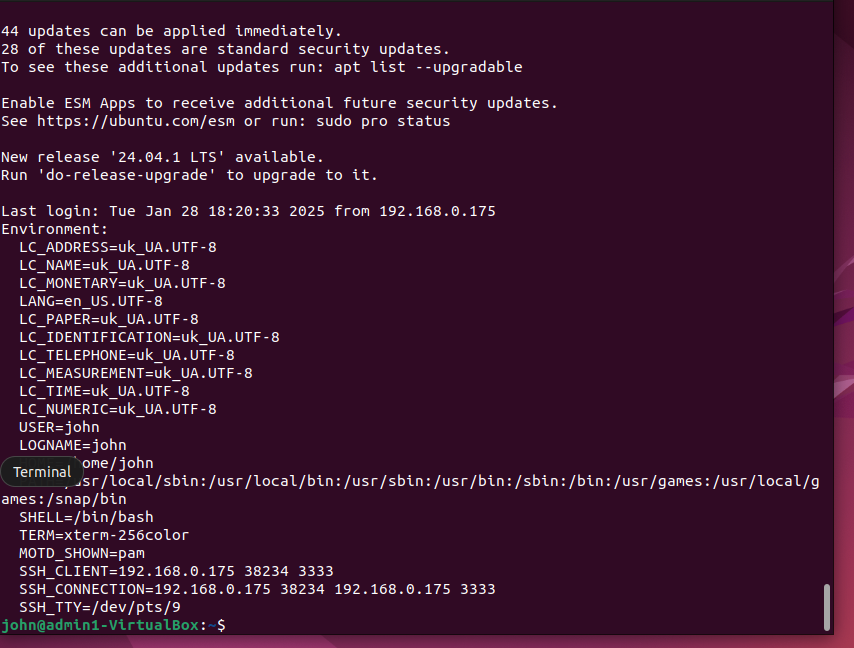 44 updates can be applied immediately.
28 of these updates are standard security updates.
To see these additional updates run: apt list --upgradable
Enable ESM Apps to receive additional future security updates.
See https://ubuntu.com/esm or run: sudo pro status
New release '24.04.1 LTS' available.
Run 'do-release-upgrade' to upgrade to it.
Last login: Tue Jan 28 18:20:33 2025 from 192.168.0.175
Environment:
LC_ADDRESS=uk_UA.UTF-8
LC_NAME=uk_UA.UTF-8
LC_MONETARY=uk_UA.UTF-8
LANG=en_US.UTF-8
LC_PAPER=uk_UA.UTF-8
LC_IDENTIFICATION=uk_UA.UTF-8
LC_TELEPHONE=uk_UA.UTF-8
LC_MEASUREMENT=uk_UA.UTF-8
LC_TIME=uk_UA.UTF-8
LC_NUMERIC=uk_UA.UTF-8
USER=john
LOGNAME=john
ome/john
Terminal
usr/local/sbin:/usr/local/bin:/usr/sbin:/usr/bin:/sbin:/bin:/usr/games:/usr/local/g
ames:/snap/bin
SHELL=/bin/bash
TERM=xterm-256color
MOTD_SHOWN=pam
SSH_CLIENT=192.168.0.175 38234 3333
SSH_CONNECTION=192.168.0.175 38234 192.168.0.175 3333
SSH_TTY=/dev/pts/9
john@admin1-VirtualBox:~$